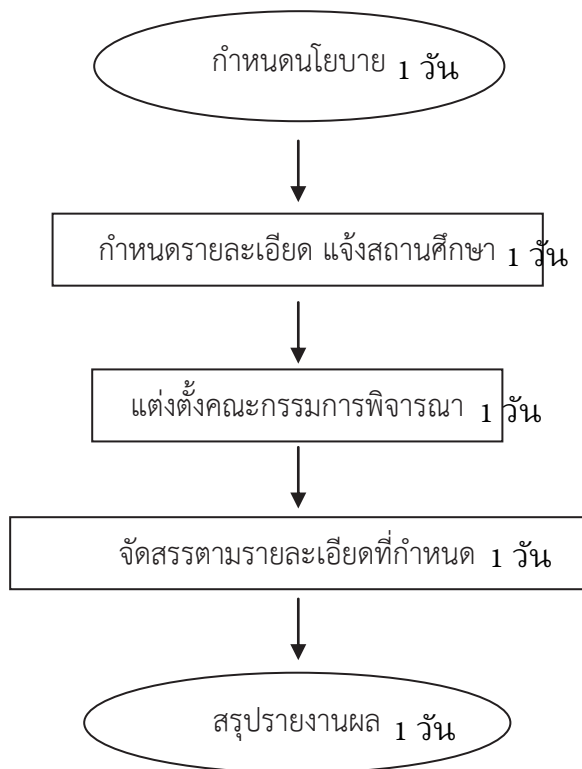 กำหนดนโยบาย 1 วัน
กำหนดรายละเอียด แจ้งสถานศึกษา 1 วัน
แต่งตั้งคณะกรรมการพิจารณา 1 วัน
จัดสรรตามรายละเอียดที่กำหนด 1 วัน
สรุปรายงานผล 1 วัน